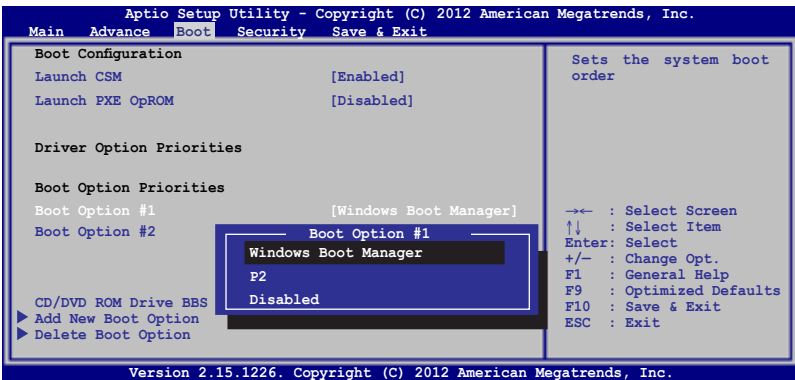 Aptio Setup Utility - Copyright (C) 2012 American Megatrends, Inc.
Main Advance Boot Security Save & Exit
Boot Configuration
Launch CSM [Enabled]
Launch PXE OpROM [Disabled]
Driver Option Priorities
Boot Option Priorities
Boot Option #1 [Windows Boot Manager]
Boot Option #2
CD/DVD ROM Drive BBS
Add New Boot Option
Delete Boot Option
Boot Option #1
Windows Boot Manager
P2
Disabled
Sets the system boot
order
→← : Select Screen
↑↓ : Select Item
Enter: Select
+/— : Change Opt.
F1 : General Help
F9 : Optimized Defaults
F10 : Save & Exit
ESC : Exit
Version 2.15.1226. Copyright (C) 2012 American Megatrends, Inc.